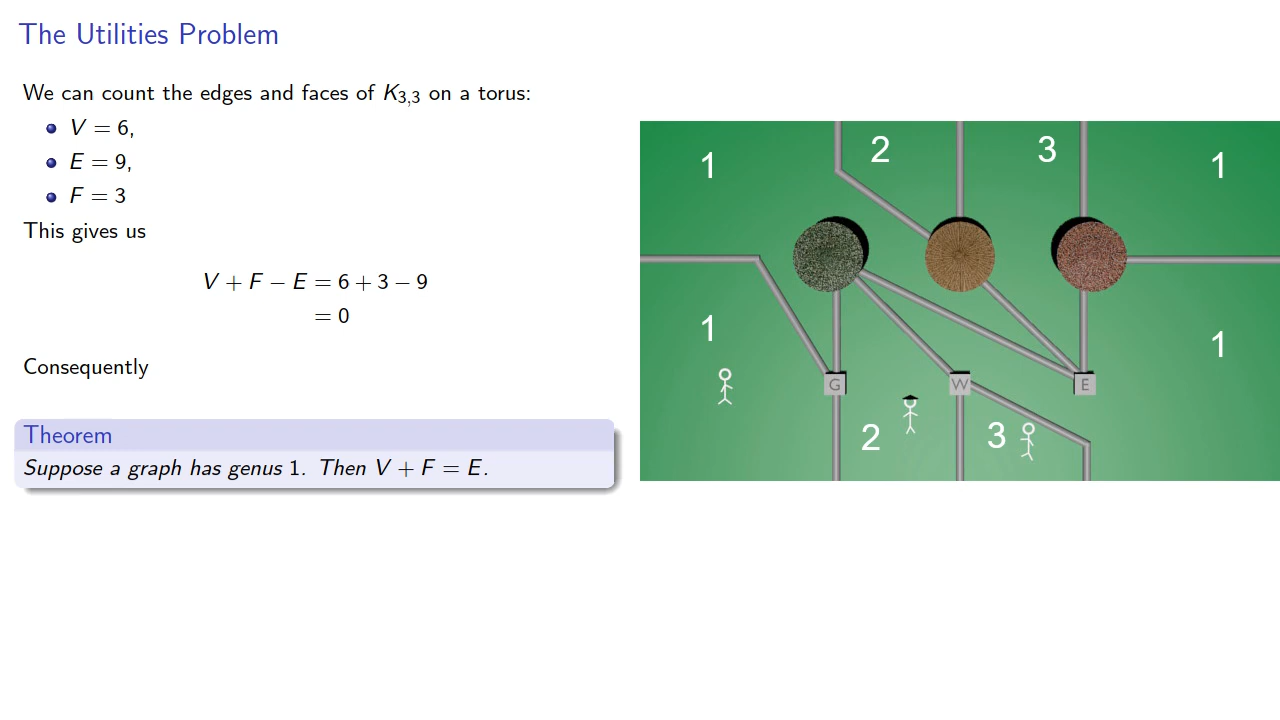 The Utilities Problem
We can count the edges and faces of K₃,₃ on a torus:
V = 6,
E = 9,
F = 3
This gives us
V + F − E = 6 + 3 − 9
= 0
Consequently
Theorem
Suppose a graph has genus 1. Then V + F = E.
1 2 3 1
1 1
G W E
2 3